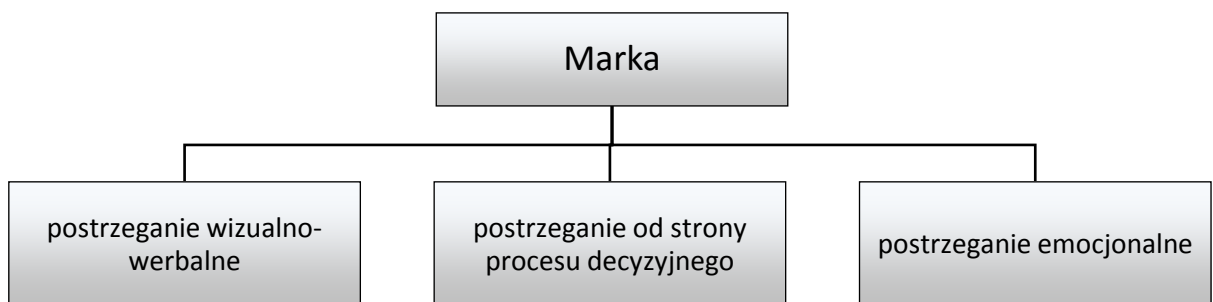 Marka
postrzeganie wizualno-
werbalne
postrzeganie od strony
procesu decyzyjnego
postrzeganie emocjonalne